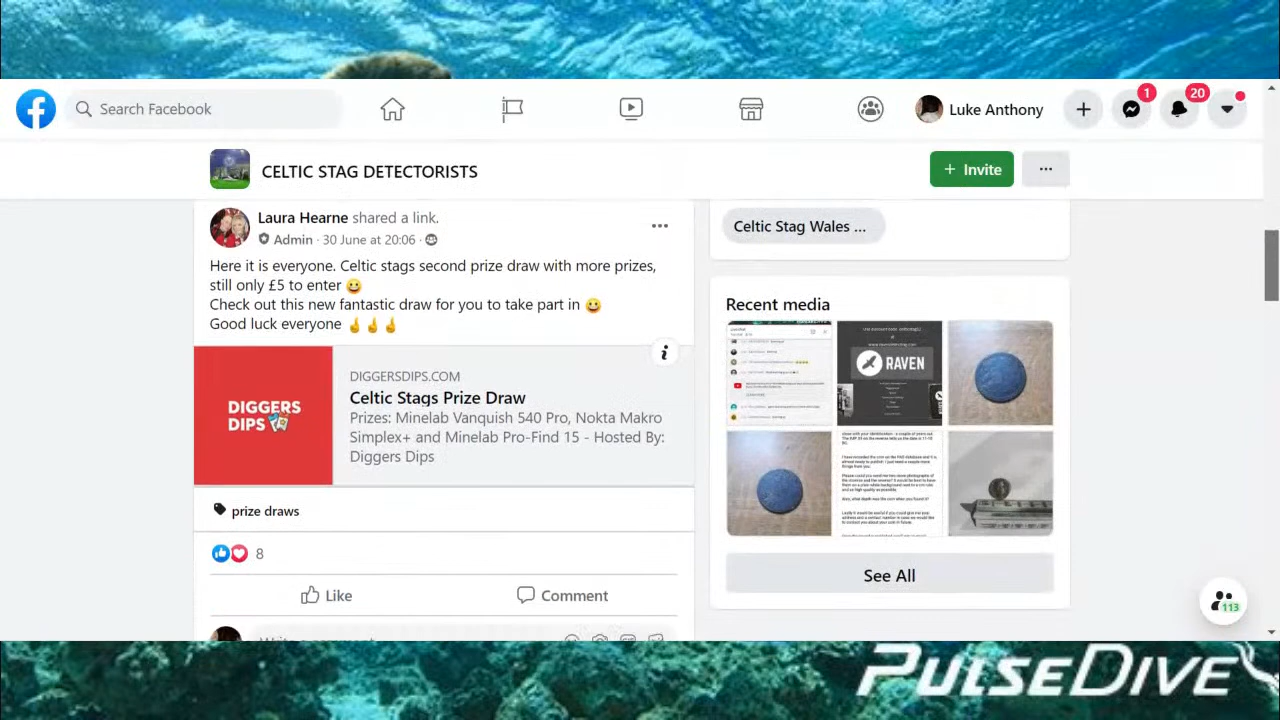 Search Facebook
Luke Anthony
1
20
CELTIC STAG DETECTORISTS
+ Invite
Laura Hearne shared a link.
Admin · 30 June at 20:06 ·
Here it is everyone. Celtic stags second prize draw with more prizes,
still only £5 to enter 😀
Check out this new fantastic draw for you to take part in 😀
Good luck everyone 🤞🤞🤞
DIGGERS
DIPS
DIGGERSDIPS.COM
Celtic Stags Prize Draw
Prizes: Minelab Vanquish 540 Pro, Nokta Makro
Simplex+ and Minelab Pro-Find 15 - Hosted By:
Diggers Dips
prize draws
8
Like
Comment
Celtic Stag Wales ...
Recent media
RAVEN
See All
113
PULSEDIVE